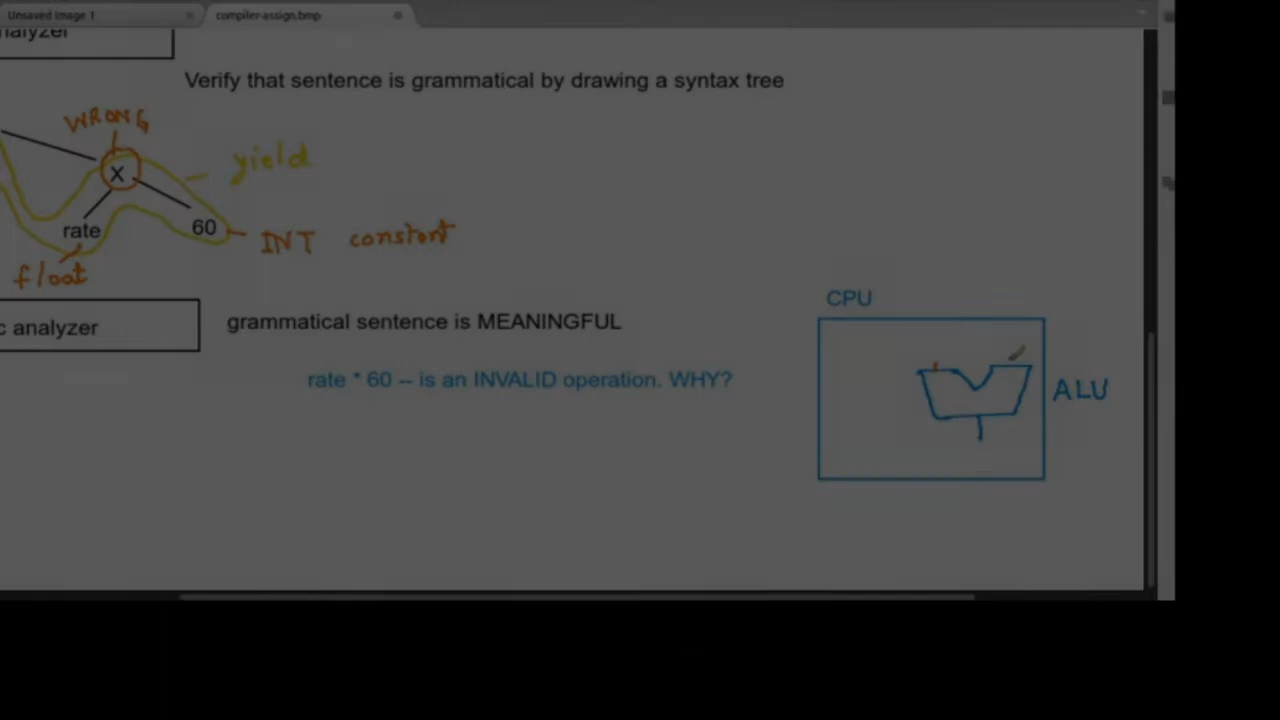 Unsaved Image 1
compiler-assign.bmp
nalyzer
Verify that sentence is grammatical by drawing a syntax tree
WRONG
yield
x
rate
60
INT constant
float
CPU
c analyzer
grammatical sentence is MEANINGFUL
rate * 60 -- is an INVALID operation. WHY?
ALU